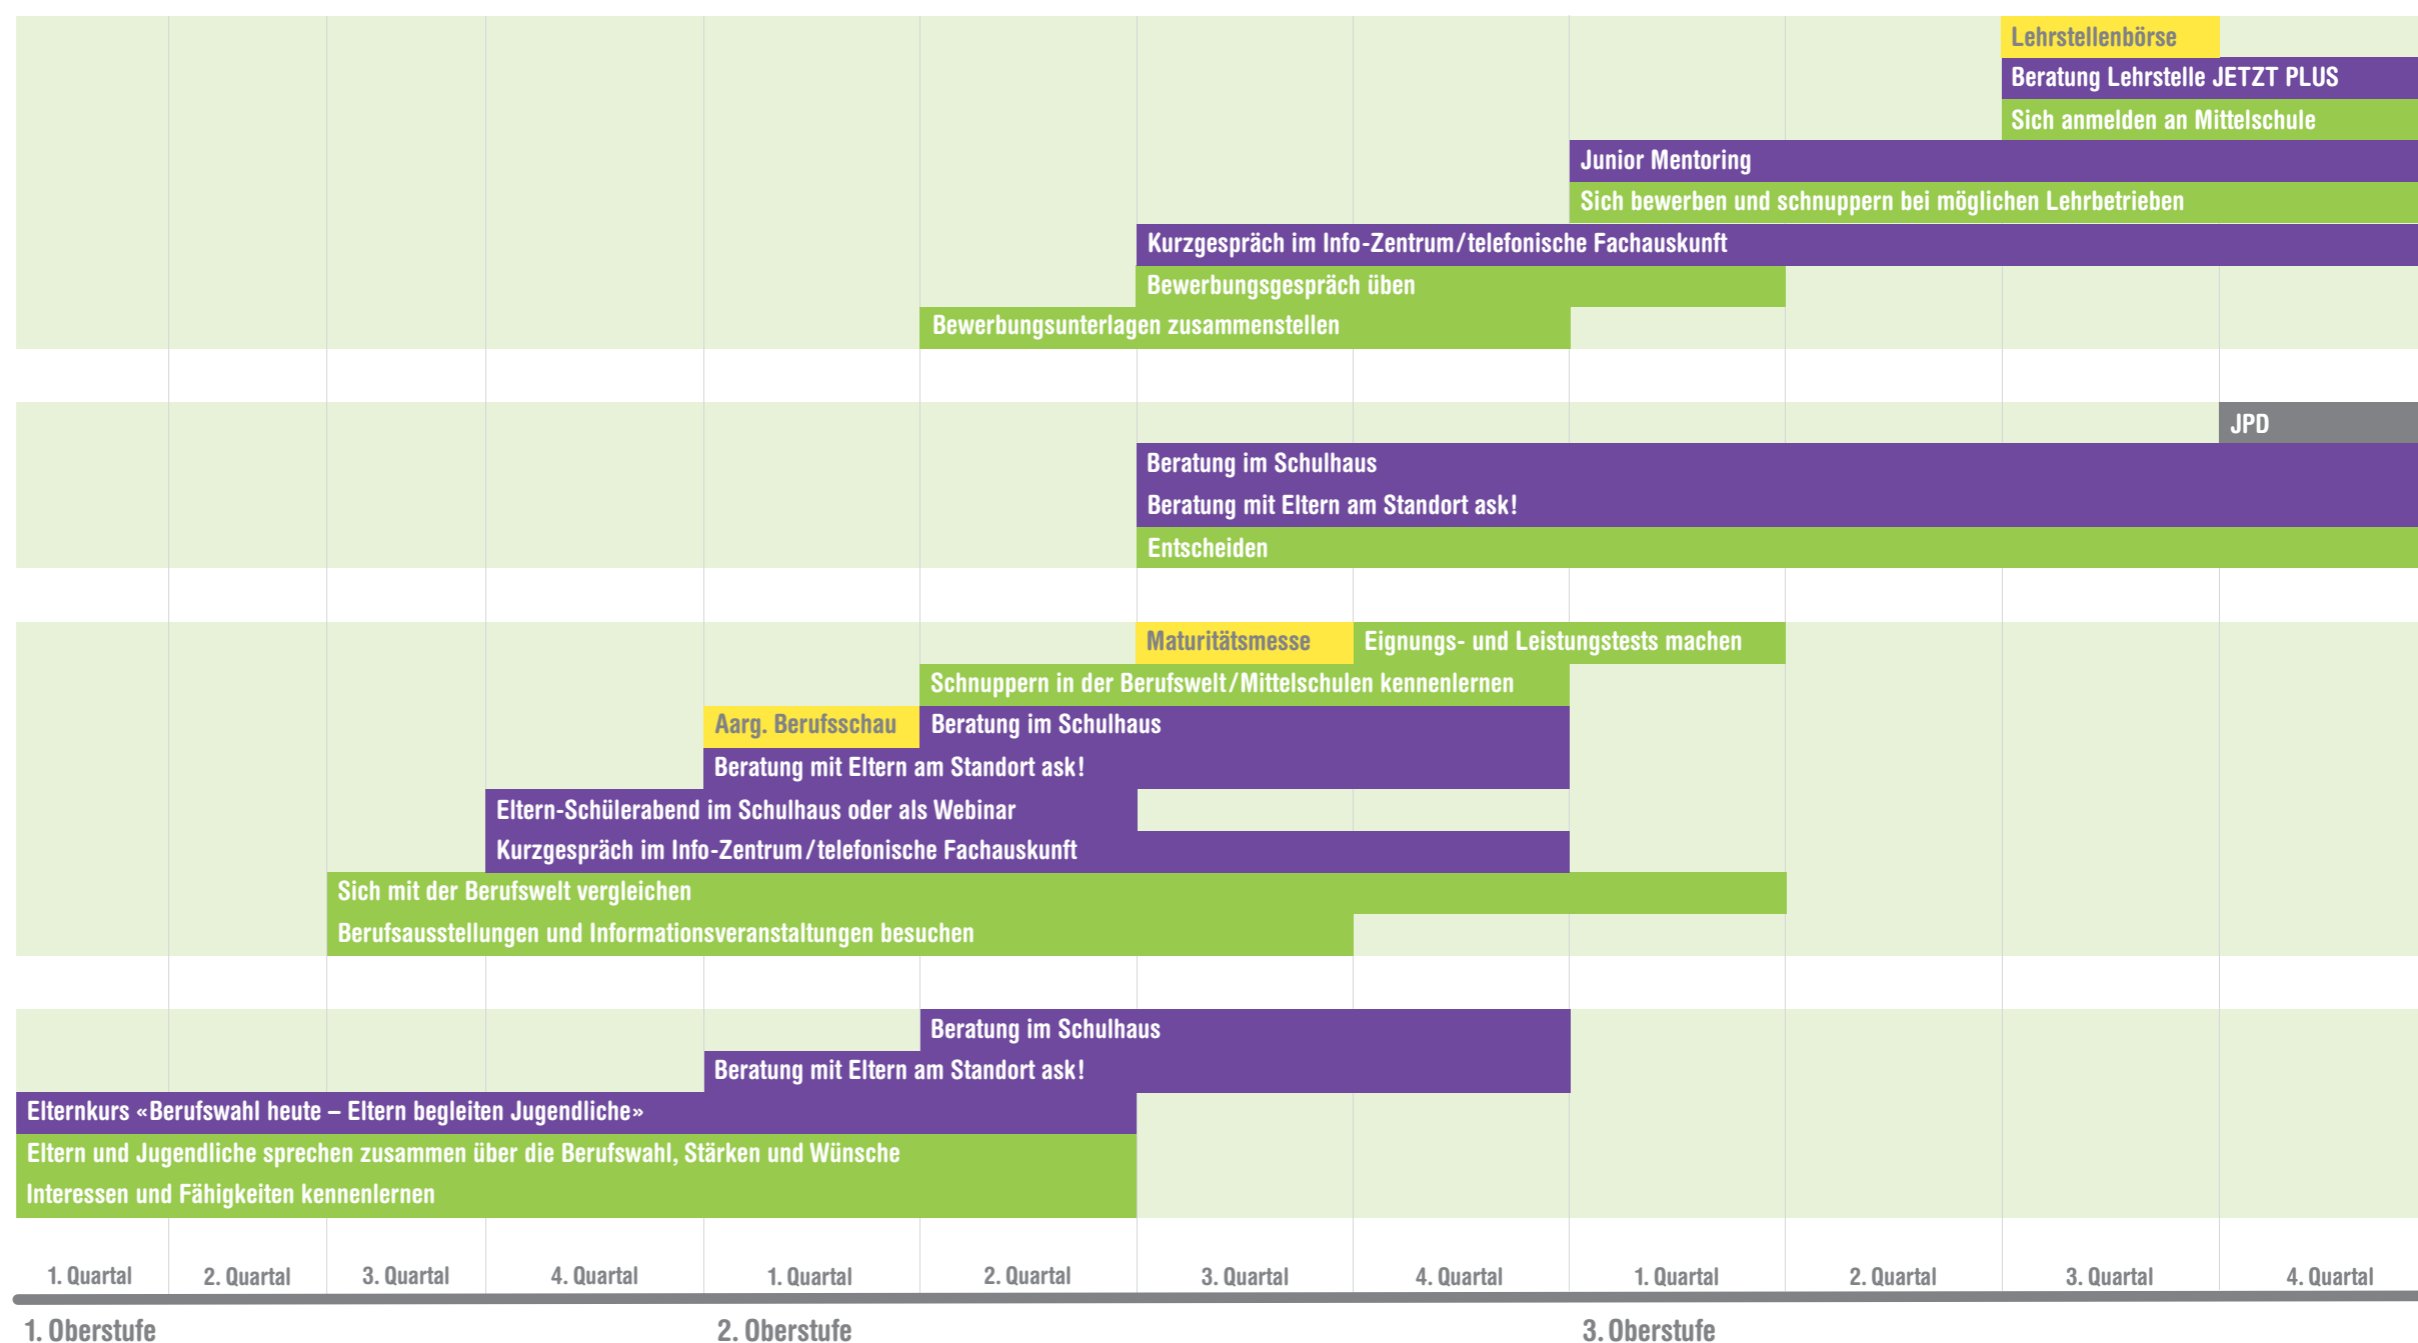 Lehrstellenbörse
Beratung Lehrstelle JETZT PLUS
Sich anmelden an Mittelschule
Junior Mentoring
Sich bewerben und schnuppern bei möglichen Lehrbetrieben
Kurzgespräch im Info-Zentrum/telefonische Fachauskunft
Bewerbungsgespräch üben
Bewerbungsunterlagen zusammenstellen
JPD
Beratung im Schulhaus
Beratung mit Eltern am Standort ask!
Entscheiden
Maturitätsmesse Eignungs- und Leistungstests machen
Schnuppern in der Berufswelt/Mittelschulen kennenlernen
Aarg. Berufsschau Beratung im Schulhaus
Beratung mit Eltern am Standort ask!
Eltern-Schülerabend im Schulhaus oder als Webinar
Kurzgespräch im Info-Zentrum/telefonische Fachauskunft
Sich mit der Berufswelt vergleichen
Berufsausstellungen und Informationsveranstaltungen besuchen
Beratung im Schulhaus
Beratung mit Eltern am Standort ask!
Elternkurs «Berufswahl heute – Eltern begleiten Jugendliche»
Eltern und Jugendliche sprechen zusammen über die Berufswahl, Stärken und Wünsche
Interessen und Fähigkeiten kennenlernen
1. Quartal 2. Quartal 3. Quartal 4. Quartal 1. Quartal 2. Quartal 3. Quartal 4. Quartal 1. Quartal 2. Quartal 3. Quartal 4. Quartal
1. Oberstufe 2. Oberstufe 3. Oberstufe